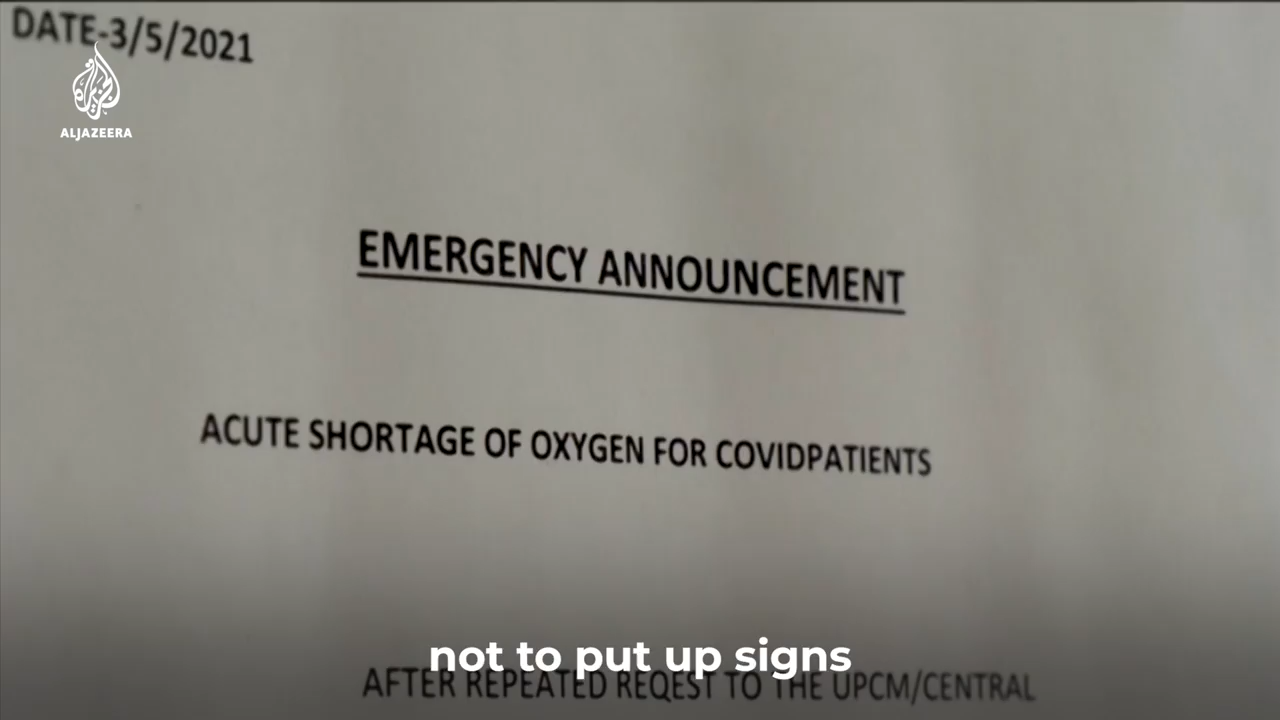 DATE-3/5/2021
ALJAZEERA
EMERGENCY ANNOUNCEMENT
ACUTE SHORTAGE OF OXYGEN FOR COVIDPATIENTS
not to put up signs
AFTER REPEATED REQEST TO THE UPCM/CENTRAL